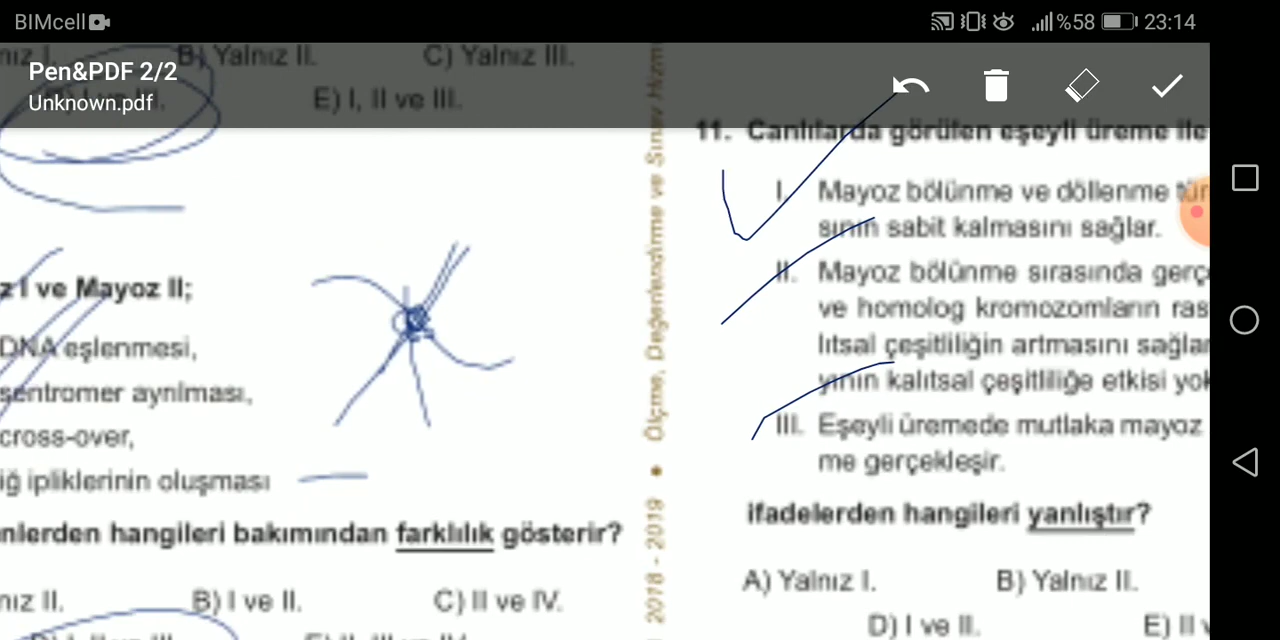 BIMcell
%58
23:14
Pen&PDF 2/2
Unknown.pdf
B) Yalnız II.
C) Yalnız III.
E) I, II ve III.
z I ve Mayoz II;
DNA eşlenmesi,
sentromer ayrılması,
cross-over,
iğ ipliklerinin oluşması
nlerden hangileri bakımından farklılık gösterir?
nız II.
B) I ve II.
C) II ve IV.
2018 - 2019 • Ölçme, Değerlendirme ve Sınav Hizm
11. Canlılarda görülen eşeyli üreme ile
I. Mayoz bölünme ve döllenme tür
sının sabit kalmasını sağlar.
II. Mayoz bölünme sırasında gerç
ve homolog kromozomların ras
lıtsal çeşitliliğin artmasını sağlar
yının kalıtsal çeşitliliğe etkisi yok
III. Eşeyli üremede mutlaka mayoz
me gerçekleşir.
ifadelerden hangileri yanlıştır?
A) Yalnız I.
B) Yalnız II.
D) I ve II.
E) II v